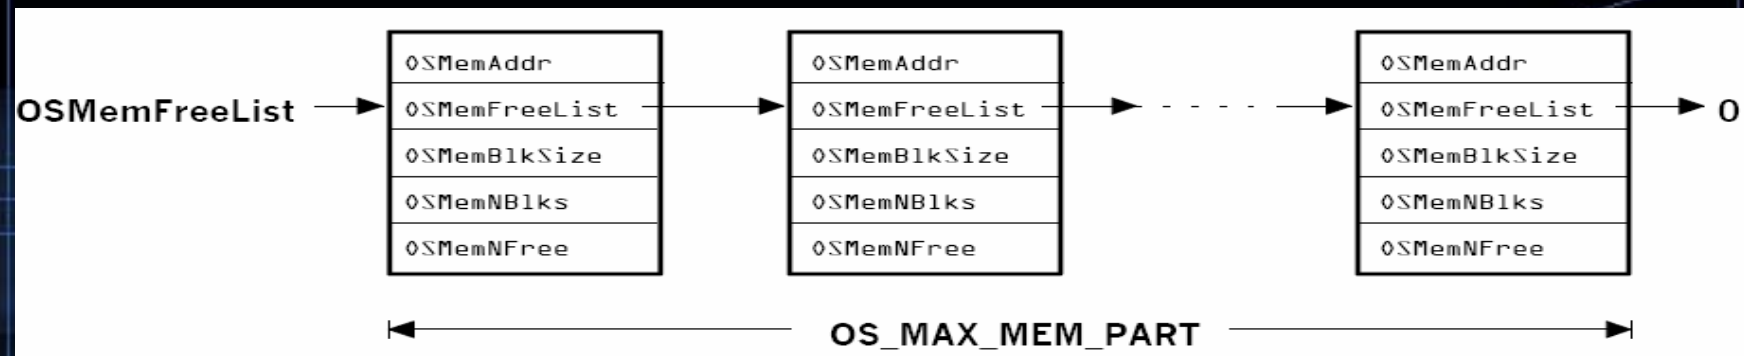 OSMemFreeList
OSMemAddr
OSMemFreeList
OSMemBlkSize
OSMemNBlks
OSMemNFree
OSMemAddr
OSMemFreeList
OSMemBlkSize
OSMemNBlks
OSMemNFree
OSMemAddr
OSMemFreeList
OSMemBlkSize
OSMemNBlks
OSMemNFree
0
OS_MAX_MEM_PART